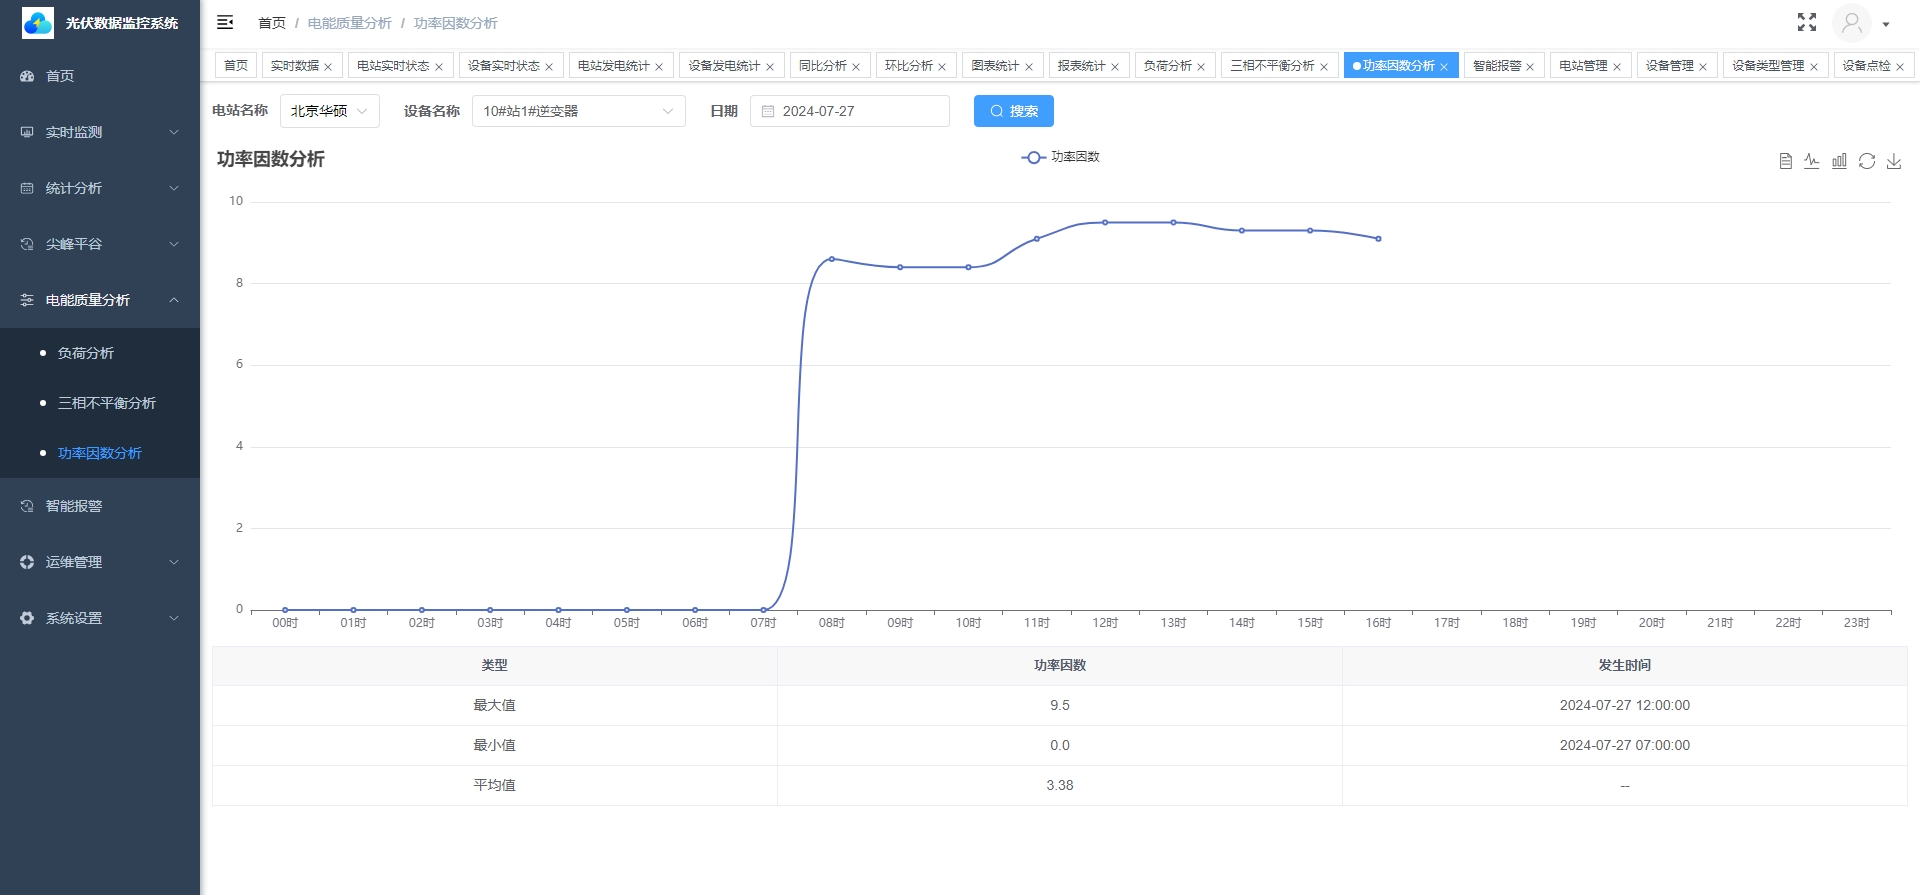 光伏数据监控系统
首页 / 电能质量分析 / 功率因数分析
首页 实时数据 × 电站实时状态 × 设备实时状态 × 电站发电统计 × 设备发电统计 × 同比分析 × 环比分析 × 图表统计 × 报表统计 × 负荷分析 × 三相不平衡分析 × 功率因数分析 × 智能报警 × 电站管理 × 设备管理 × 设备类型管理 × 设备点检 ×
首页
实时监测
统计分析
尖峰平谷
电能质量分析
负荷分析
三相不平衡分析
功率因数分析
智能报警
运维管理
系统设置
电站名称 北京华硕 设备名称 10#站1#逆变器 日期 2024-07-27 搜索
功率因数分析
功率因数
10
8
6
4
2
0
00时 01时 02时 03时 04时 05时 06时 07时 08时 09时 10时 11时 12时 13时 14时 15时 16时 17时 18时 19时 20时 21时 22时 23时
类型 功率因数 发生时间
最大值 9.5 2024-07-27 12:00:00
最小值 0.0 2024-07-27 07:00:00
平均值 3.38 --